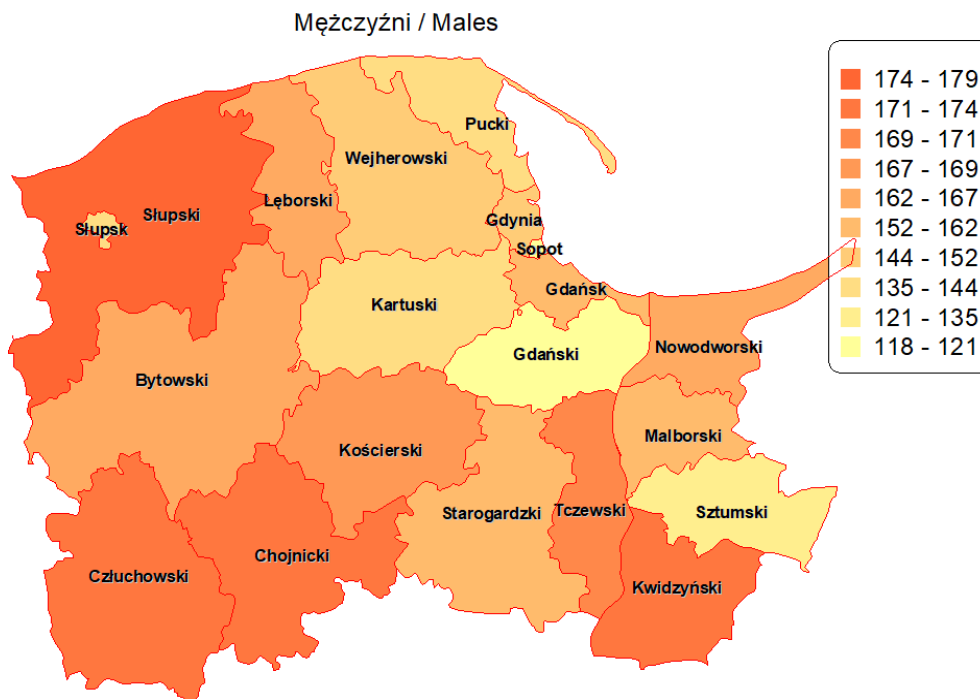 Mężczyźni / Males
174 - 179
171 - 174
169 - 171
167 - 169
162 - 167
152 - 162
144 - 152
135 - 144
121 - 135
118 - 121
Pucki
Wejherowski
Lęborski
Słupski
Słupsk
Gdynia
Sopot
Gdańsk
Kartuski
Gdański
Nowodworski
Bytowski
Kościerski
Malborski
Starogardzki
Tczewski
Sztumski
Chojnicki
Człuchowski
Kwidzyński